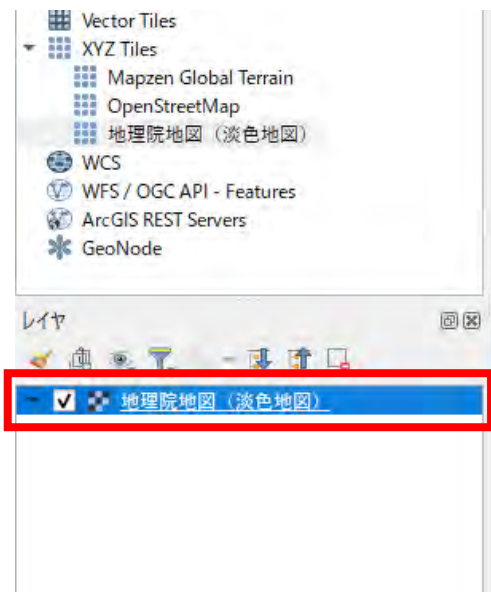 Vector Tiles
XYZ Tiles
Mapzen Global Terrain
OpenStreetMap
地理院地図（淡色地図）
WCS
WFS / OGC API - Features
ArcGIS REST Servers
GeoNode
レイヤ
地理院地図（淡色地図）